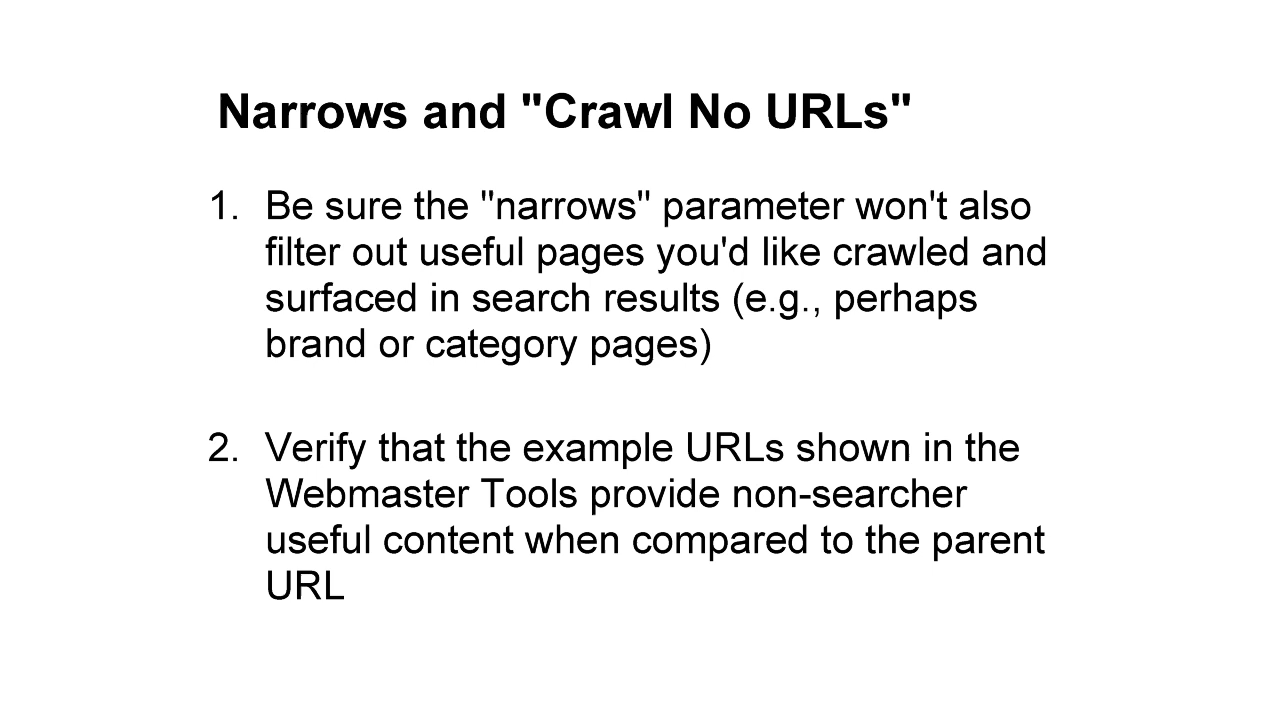 Narrows and "Crawl No URLs"
1. Be sure the "narrows" parameter won't also
filter out useful pages you'd like crawled and
surfaced in search results (e.g., perhaps
brand or category pages)
2. Verify that the example URLs shown in the
Webmaster Tools provide non-searcher
useful content when compared to the parent
URL